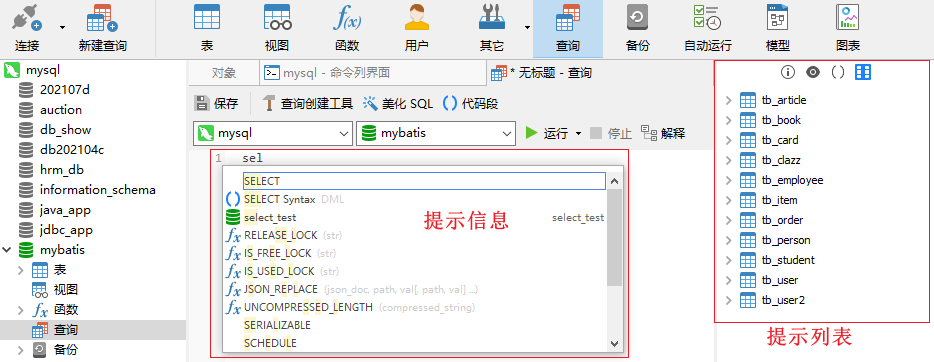 连接 新建查询 表 视图 函数 用户 其它 查询 备份 自动运行 模型 图表
mysql
202107d
auction
db_show
db202104c
hrm_db
information_schema
java_app
jdbc_app
mybatis
表
视图
函数
查询
备份
对象 mysql - 命令列界面 * 无标题 - 查询
保存 查询创建工具 美化 SQL 代码段
mysql mybatis 运行 停止 解释
1 sel
SELECT
SELECT Syntax DML
select_test select_test
RELEASE_LOCK (str)
IS_FREE_LOCK (str)
IS_USED_LOCK (str)
JSON_REPLACE (json_doc, path, val[, path, val] ...)
UNCOMPRESSED_LENGTH (compressed_string)
SERIALIZABLE
SCHEDULE
提示信息
tb_article
tb_book
tb_card
tb_clazz
tb_employee
tb_item
tb_order
tb_person
tb_student
tb_user
tb_user2
提示列表